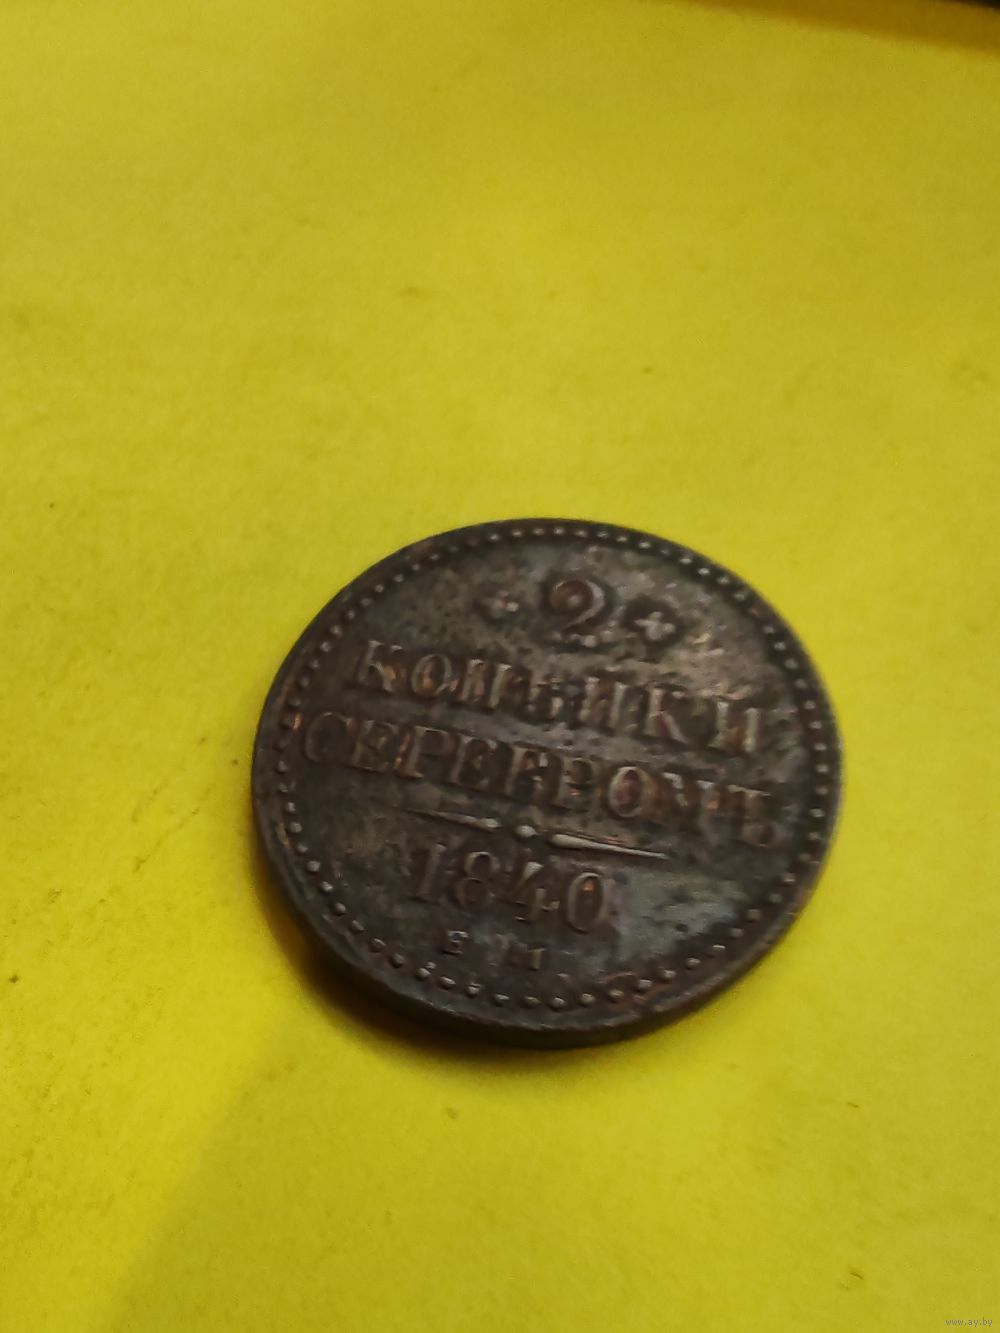 + 2 +
КОПѢЙКИ
СЕРЕБРОМЪ
1840
Е М
www.ay.by